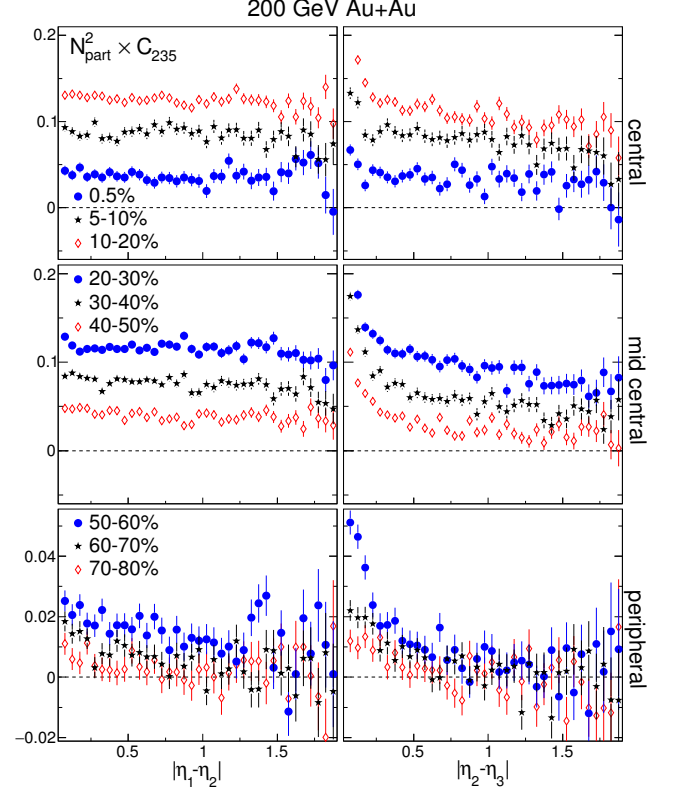 200 GeV Au+Au
N²part × C235
0.2
0.1
0
0.5%
5-10%
10-20%
central
0.2
0.1
0
20-30%
30-40%
40-50%
mid central
0.04
0.02
0
−0.02
50-60%
60-70%
70-80%
peripheral
0.5 1 1.5
0.5 1 1.5
|η1-η2|
|η2-η3|